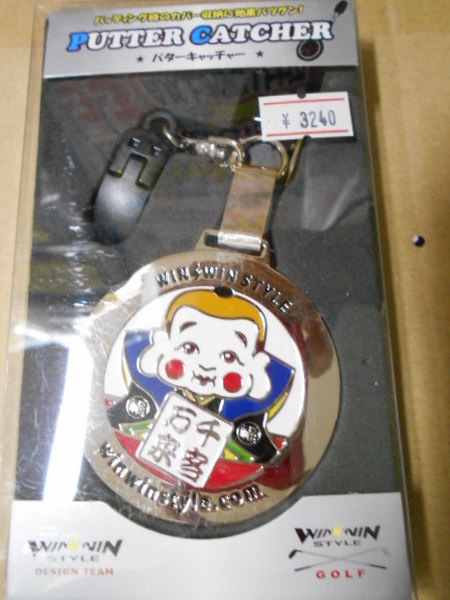 パッティング時のカバー収納に効果バツグン!
PUTTER CATCHER
★ パターキャッチャー ★
¥ 3240
WIN WIN STYLE
千客
万来
winwinstyle.com
WIN WIN
STYLE
DESIGN TEAM
WIN WIN
STYLE
GOLF